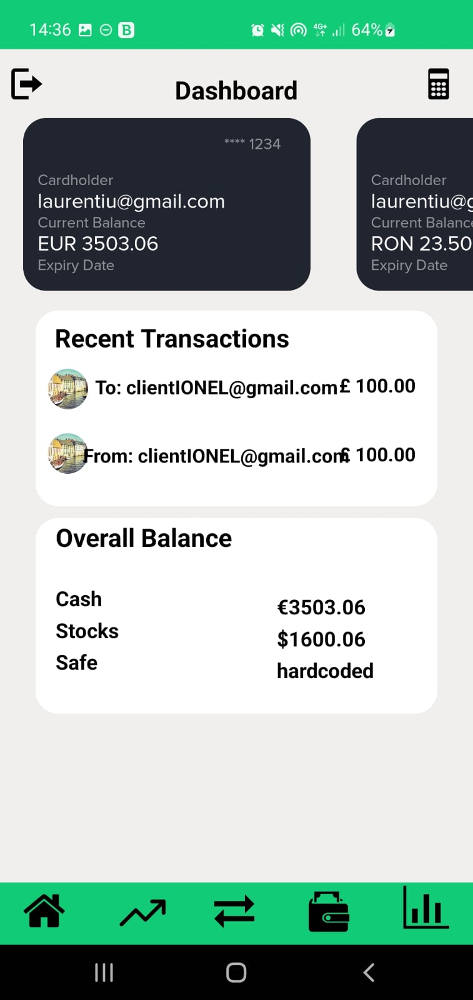 14:36 B 4G+ 64%
Dashboard
**** 1234
Cardholder
laurentiu@gmail.com
Current Balance
EUR 3503.06
Expiry Date
Cardholder
laurentiu@g
Current Balance
RON 23.50
Expiry Date
Recent Transactions
To: clientIONEL@gmail.com £ 100.00
From: clientIONEL@gmail.com £ 100.00
Overall Balance
Cash €3503.06
Stocks $1600.06
Safe hardcoded